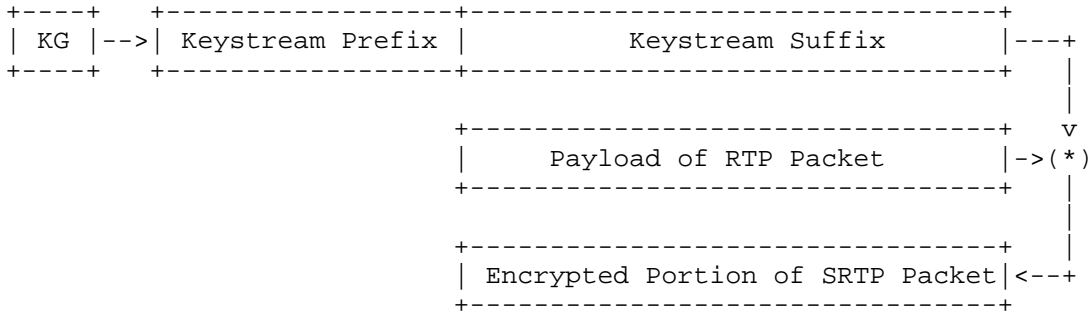 +----+   +------------------+---------------------------------+
| KG |-->| Keystream Prefix |          Keystream Suffix       |---+
+----+   +------------------+---------------------------------+   |
                                                                  |
                            +---------------------------------+   v
                            |     Payload of RTP Packet       |->(*)
                            +---------------------------------+   |
                                                                  |
                            +---------------------------------+   |
                            | Encrypted Portion of SRTP Packet|<--+
                            +---------------------------------+